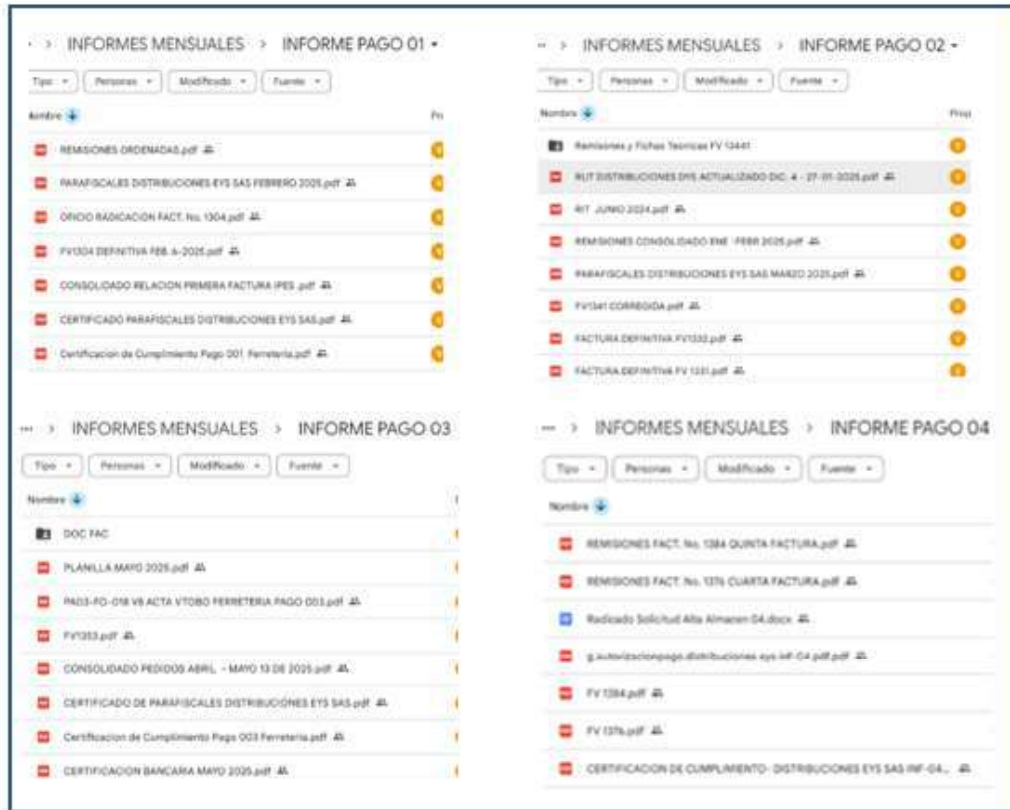 > INFORMES MENSUALES > INFORME PAGO 01
Tipo Personas Modificado Fuente
Nombre
REMISIONES ORDENADAS.pdf
PARAFISCALES DISTRIBUCIONES EYS SAS FEBRERO 2025.pdf
OFICIO RADICACION FACT. No. 1304.pdf
FV1304 DEFINITIVA FEB. 6-2025.pdf
CONSOLIDADO RELACION PRIMERA FACTURA IPES .pdf
CERTIFICADO PARAFISCALES DISTRIBUCIONES EYS SAS.pdf
Certificacion de Cumplimiento Pago 001 Ferreteria.pdf
... > INFORMES MENSUALES > INFORME PAGO 02
Tipo Personas Modificado Fuente
Nombre Prop
Remisiones y Fichas Tecnicas FV 13441
RUT DISTRIBUCIONES DYS ACTUALIZADO DIC. 4 - 27-01-2025.pdf
RIT JUNIO 2024.pdf
REMISIONES CONSOLIDADO ENE -FEBR 2025.pdf
PARAFISCALES DISTRIBUCIONES EYS SAS MARZO 2025.pdf
FV1341 CORREGIDA.pdf
FACTURA DEFINITIVA FV1332.pdf
FACTURA DEFINITIVA FV 1331.pdf
... > INFORMES MENSUALES > INFORME PAGO 03
Tipo Personas Modificado Fuente
Nombre
DOC FAC
PLANILLA MAYO 2025.pdf
PA03-FO-018 V8 ACTA VTOBO FERRETERIA PAGO 003.pdf
FV1353.pdf
CONSOLIDADO PEDIDOS ABRIL. - MAYO 13 DE 2025.pdf
CERTIFICADO DE PARAFISCALES DISTRIBUCIONES EYS SAS.pdf
Certificacion de Cumplimiento Pago 003 Ferreteria.pdf
CERTIFICACION BANCARIA MAYO 2025.pdf
... > INFORMES MENSUALES > INFORME PAGO 04
Tipo Personas Modificado Fuente
Nombre
REMISIONES FACT. No. 1384 QUINTA FACTURA.pdf
REMISIONES FACT. No. 1376 CUARTA FACTURA.pdf
Radicado Solicitud Alta Almacen 04.docx
g.autorizacionpago.distribuciones eys inf-04.pdf.pdf
FV 1384.pdf
FV 1376.pdf
CERTIFICACION DE CUMPLIMIENTO- DISTRIBUCIONES EYS SAS INF-04...